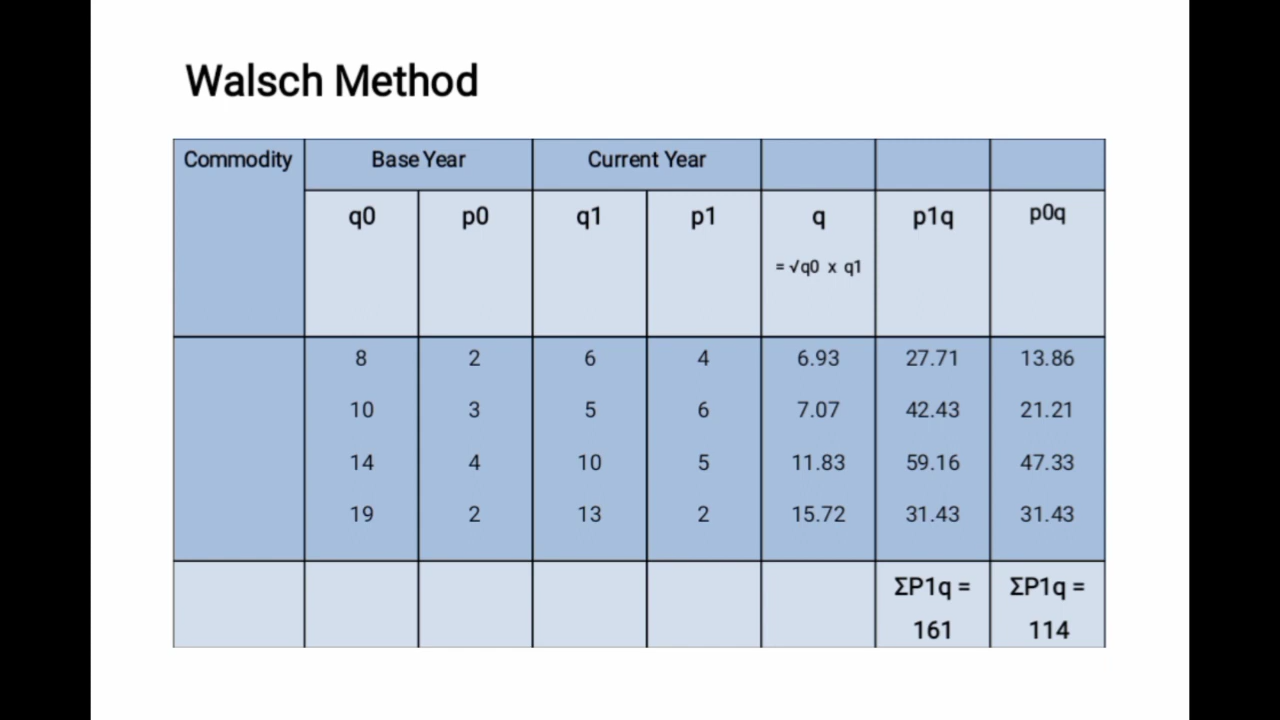 Walsch Method
Commodity Base Year Current Year
q0 p0 q1 p1 q p1q p0q
= √q0 x q1
8 2 6 4 6.93 27.71 13.86
10 3 5 6 7.07 42.43 21.21
14 4 10 5 11.83 59.16 47.33
19 2 13 2 15.72 31.43 31.43
ΣP1q = ΣP1q =
161 114